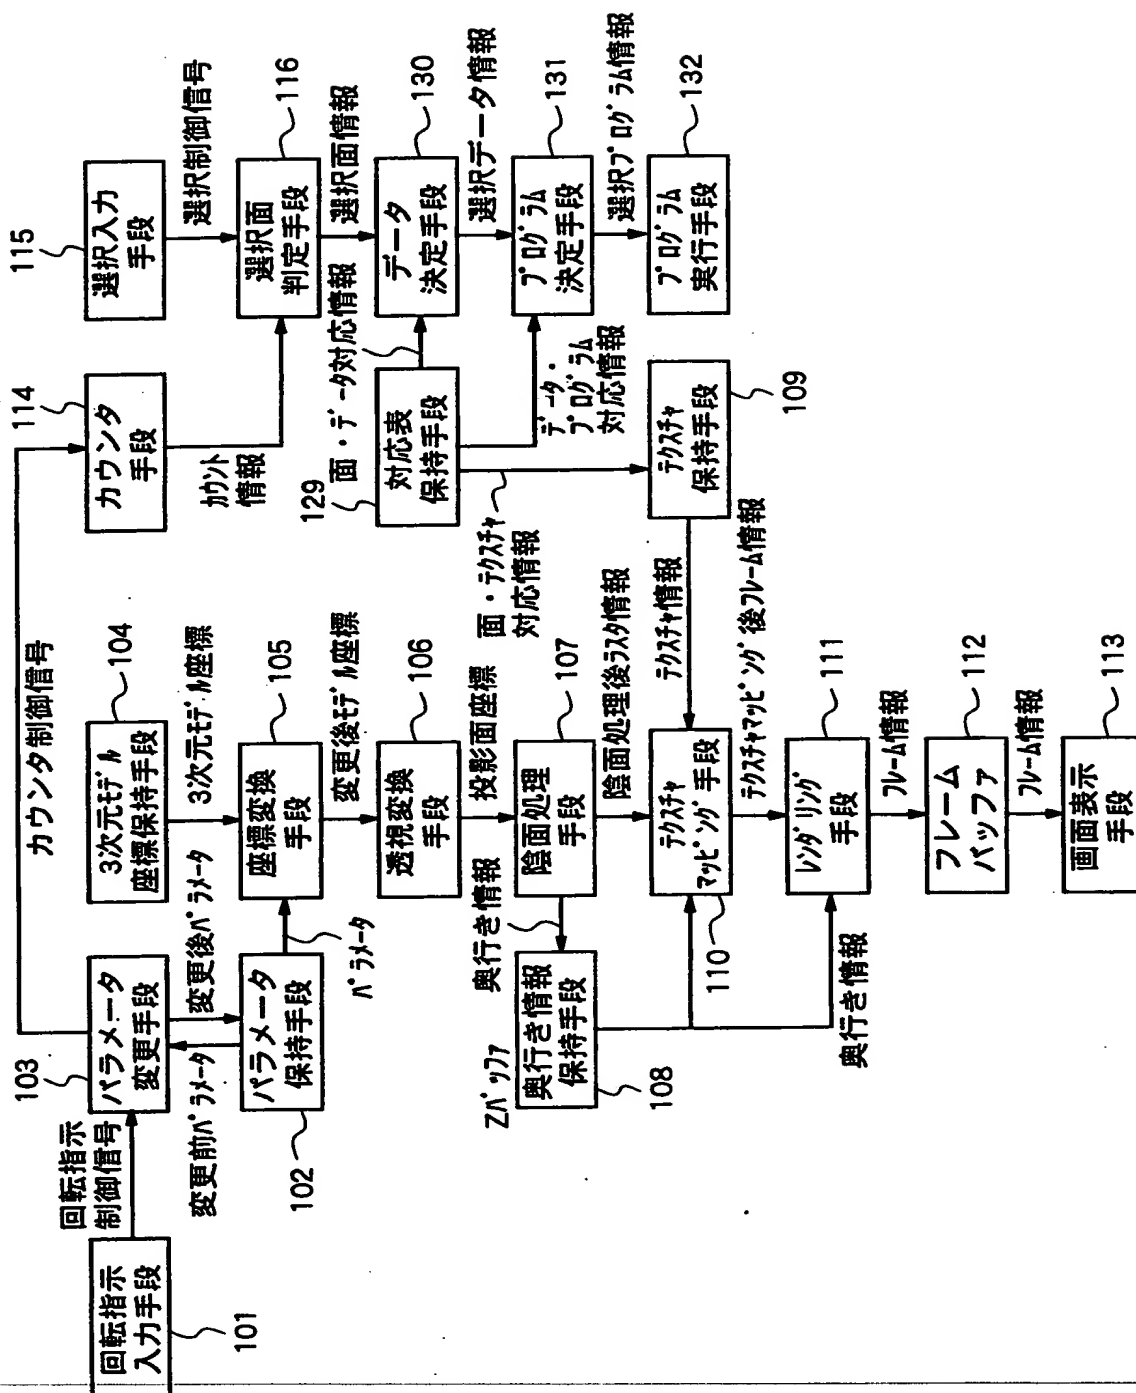 回転指示
入力手段
101
回転指示
制御信号
103
パラメータ
変更手段
変更前パラメータ
変更後パラメータ
パラメータ
保持手段
102
パラメータ
カウンタ制御信号
3次元モデル
座標保持手段
104
3次元モデル座標
座標変換
手段
105
変更後モデル座標
透視変換
手段
106
投影面座標
陰面処理
手段
107
奥行き情報
Zバッファ
奥行き情報
保持手段
108
陰面処理後ラスタ情報
テクスチャ
マッピング手段
110
テクスチャ情報
テクスチャマッピング後フレーム情報
レンダリング
手段
111
奥行き情報
フレーム情報
フレーム
バッファ
112
フレーム情報
画面表示
手段
113
114
カウンタ
手段
カウント
情報
115
選択入力
手段
選択制御信号
選択面
判定手段
116
選択面情報
129
対応表
保持手段
面・データ対応情報
データ
決定手段
130
選択データ情報
面・テクスチャ
対応情報
データ・
プログラム
対応情報
プログラム
決定手段
131
選択プログラム情報
テクスチャ
保持手段
109
プログラム
実行手段
132